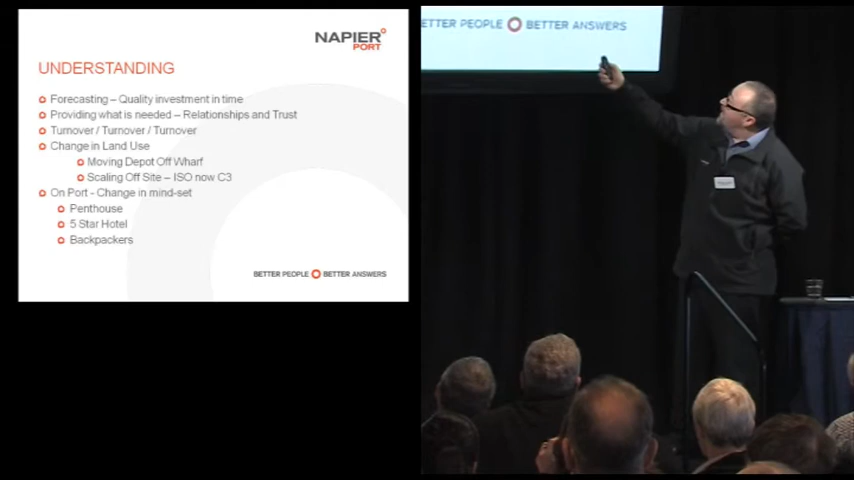 NAPIER
PORT
UNDERSTANDING
Forecasting – Quality investment in time
Providing what is needed – Relationships and Trust
Turnover / Turnover / Turnover
Change in Land Use
Moving Depot Off Wharf
Scaling Off Site – ISO now C3
On Port - Change in mind-set
Penthouse
5 Star Hotel
Backpackers
BETTER PEOPLE BETTER ANSWERS
ETTER PEOPLE BETTER ANSWERS